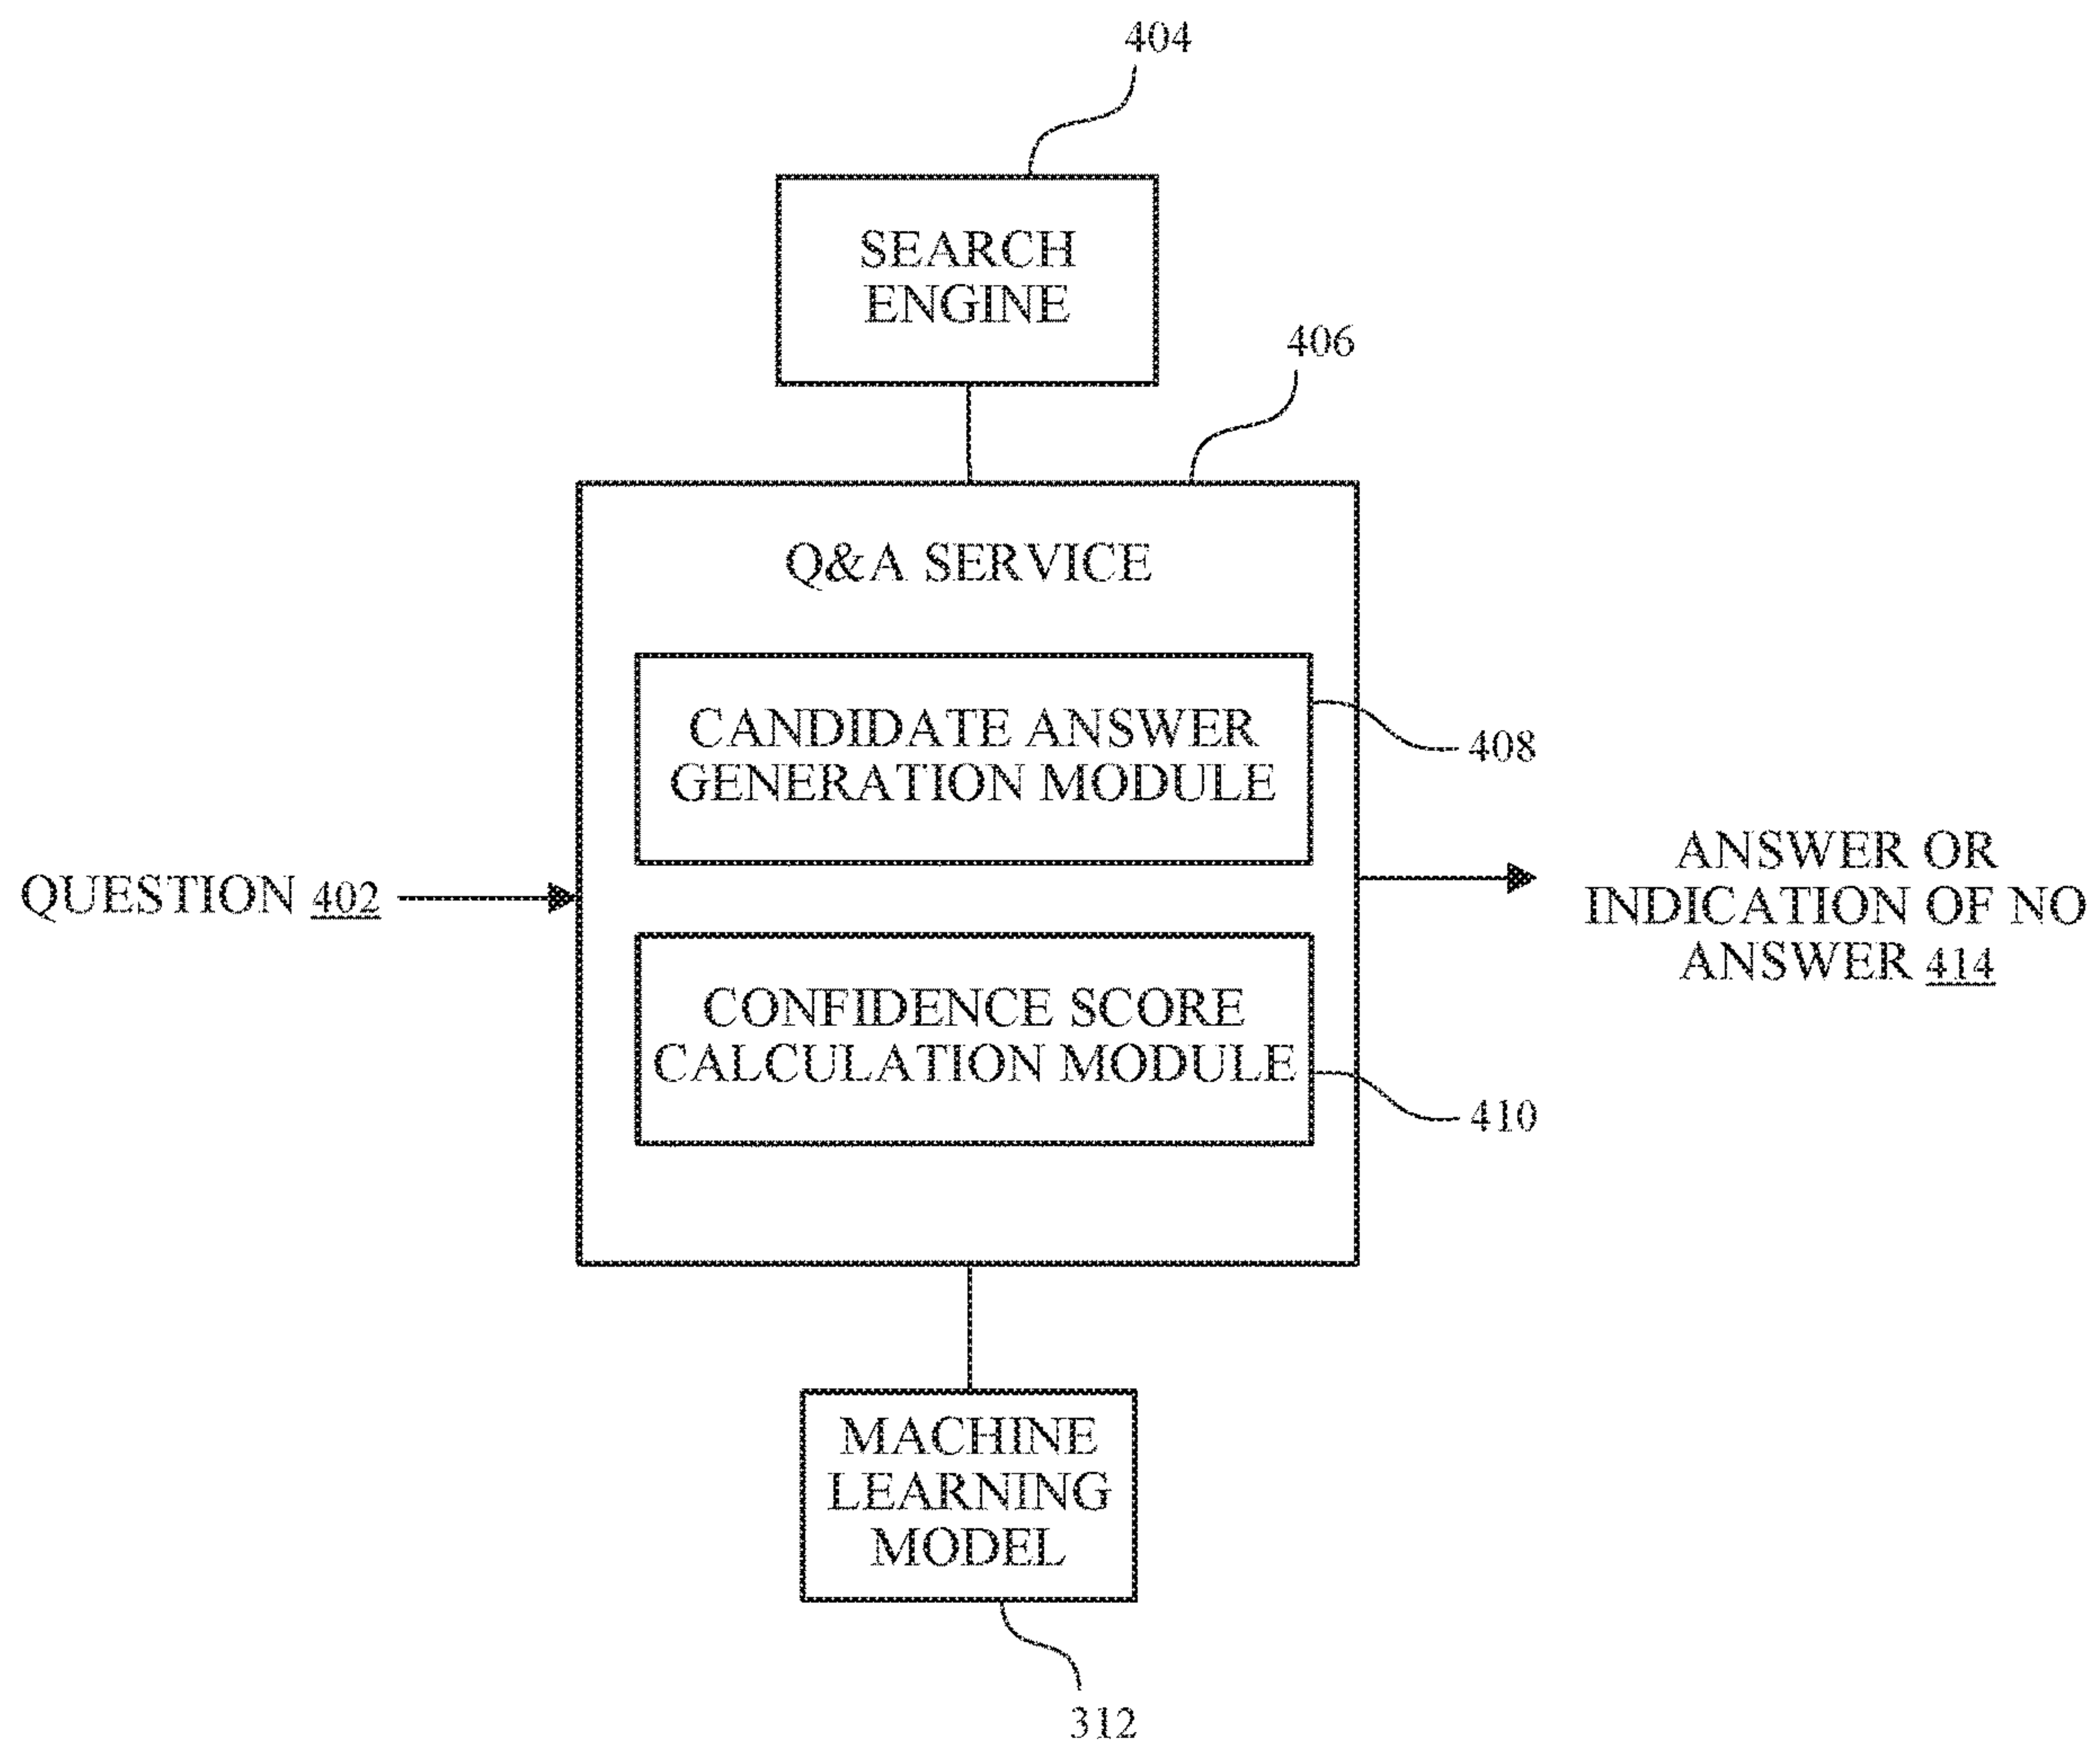 404
SEARCH
ENGINE
406
Q&A SERVICE
CANDIDATE ANSWER
GENERATION MODULE
408
QUESTION 402
ANSWER OR
INDICATION OF NO
ANSWER 414
CONFIDENCE SCORE
CALCULATION MODULE
410
MACHINE
LEARNING
MODEL
312